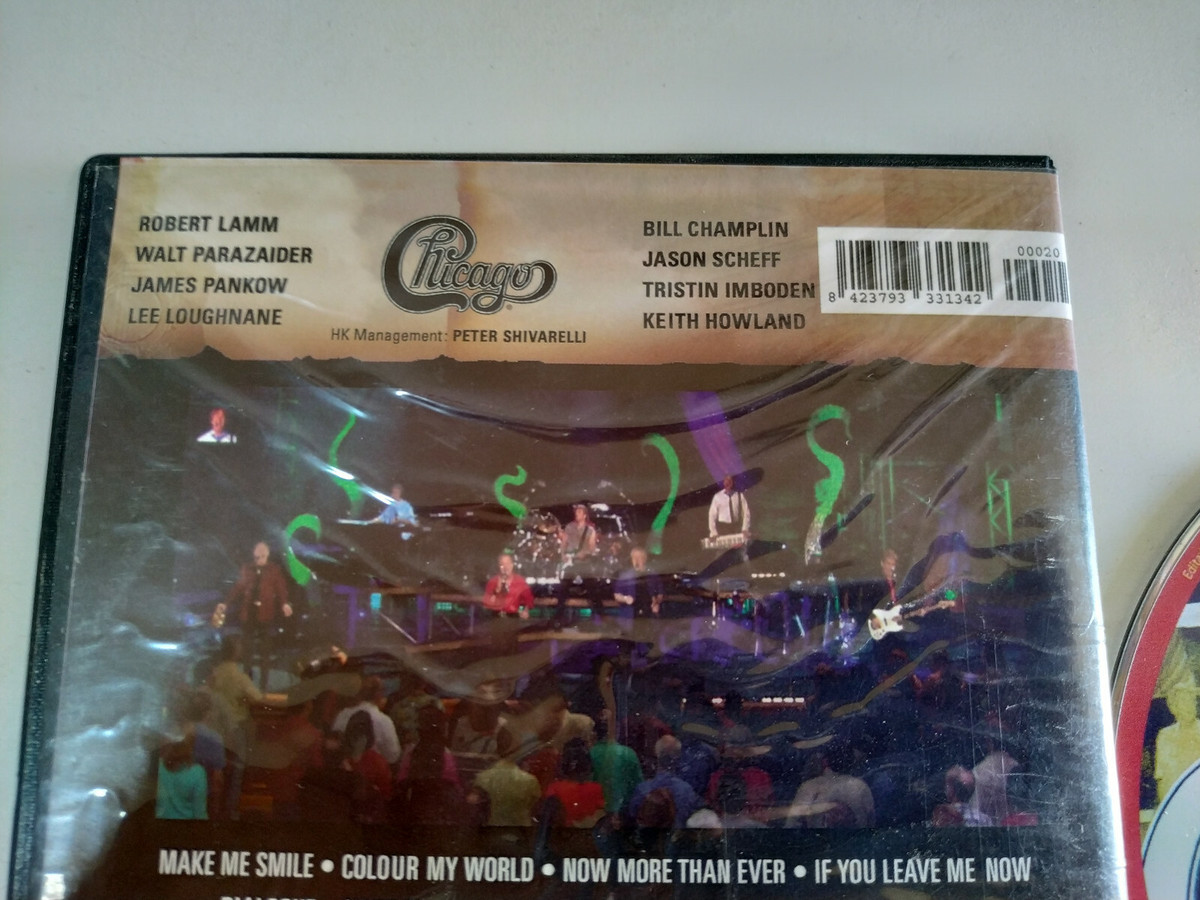 ROBERT LAMM
WALT PARAZAIDER
JAMES PANKOW
LEE LOUGHNANE
Chicago
HK Management: PETER SHIVARELLI
BILL CHAMPLIN
JASON SCHEFF
TRISTIN IMBODEN
KEITH HOWLAND
00020
8 423793 331342
MAKE ME SMILE • COLOUR MY WORLD • NOW MORE THAN EVER • IF YOU LEAVE ME NOW